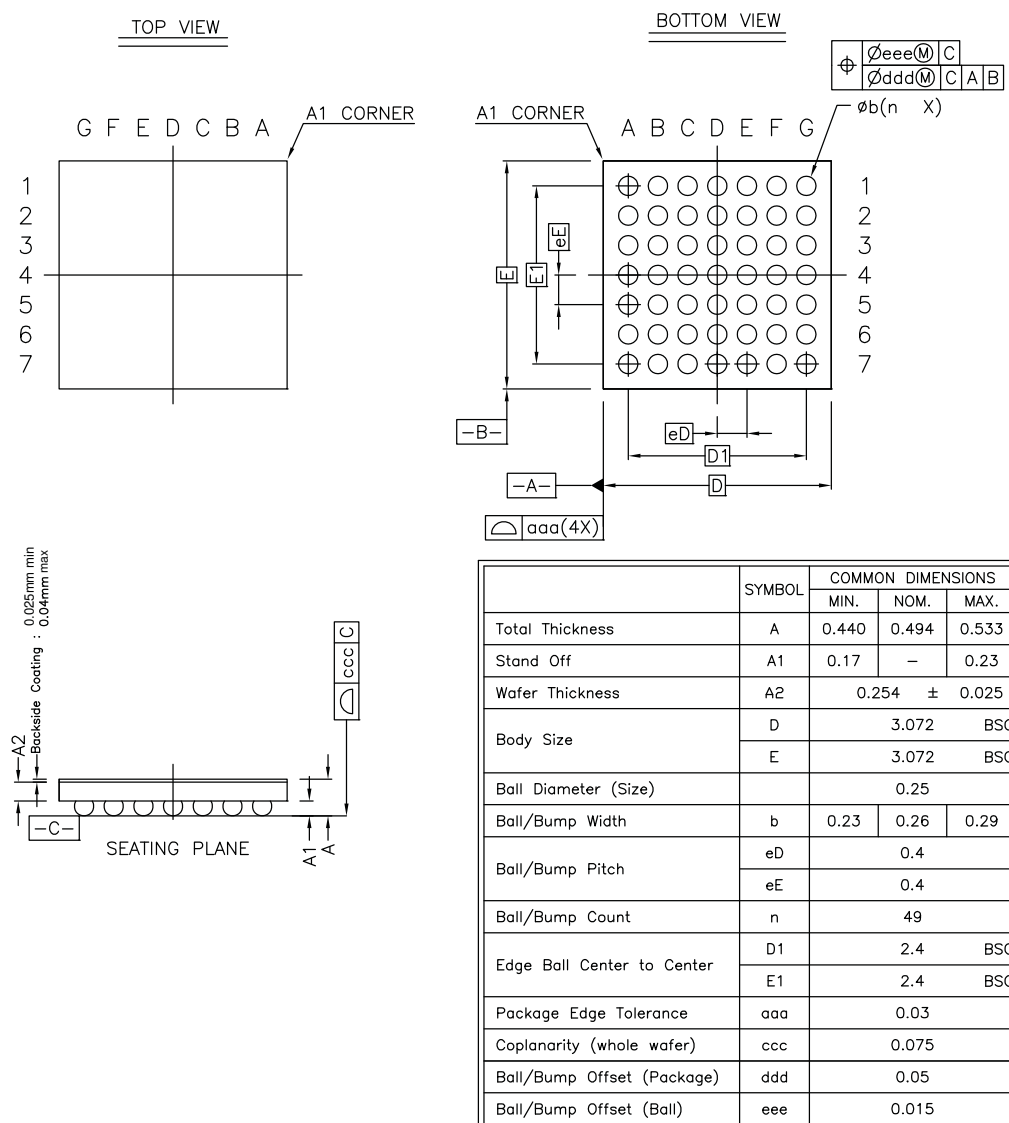 TOP VIEW
BOTTOM VIEW
⌖ Øeee Ⓜ C
Øddd Ⓜ C A B
øb(n X)
G F E D C B A
A1 CORNER
1
2
3
4
5
6
7
A1 CORNER
A B C D E F G
1
2
3
4
5
6
7
eE
E
E1
-B-
eD
D1
-A-
D
aaa(4X)
Backside Coating : 0.025mm min
0.04mm max
A2
ccc C
-C-
SEATING PLANE
A1
A
SYMBOL COMMON DIMENSIONS
MIN. NOM. MAX.
Total Thickness A 0.440 0.494 0.533
Stand Off A1 0.17 - 0.23
Wafer Thickness A2 0.254 ± 0.025
Body Size D 3.072 BSC
E 3.072 BSC
Ball Diameter (Size) 0.25
Ball/Bump Width b 0.23 0.26 0.29
Ball/Bump Pitch eD 0.4
eE 0.4
Ball/Bump Count n 49
Edge Ball Center to Center D1 2.4 BSC
E1 2.4 BSC
Package Edge Tolerance aaa 0.03
Coplanarity (whole wafer) ccc 0.075
Ball/Bump Offset (Package) ddd 0.05
Ball/Bump Offset (Ball) eee 0.015